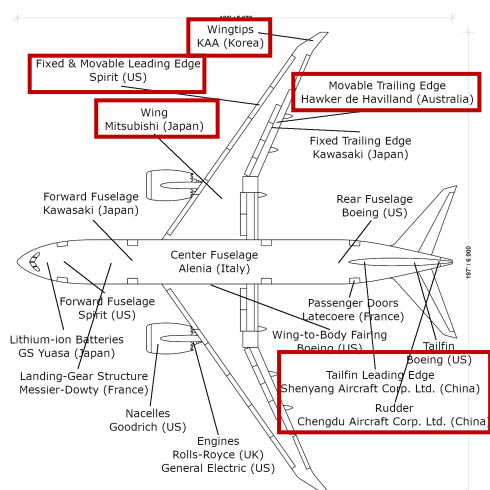 Wingtips
KAA (Korea)
Fixed & Movable Leading Edge
Spirit (US)
Movable Trailing Edge
Hawker de Havilland (Australia)
Wing
Mitsubishi (Japan)
Fixed Trailing Edge
Kawasaki (Japan)
Forward Fuselage
Kawasaki (Japan)
Rear Fuselage
Boeing (US)
Center Fuselage
Alenia (Italy)
197' / 6 000
Forward Fuselage
Spirit (US)
Passenger Doors
Latecoere (France)
Lithium-ion Batteries
GS Yuasa (Japan)
Wing-to-Body Fairing
Boeing (US)
Tailfin
Boeing (US)
Landing-Gear Structure
Messier-Dowty (France)
Tailfin Leading Edge
Shenyang Aircraft Corp. Ltd. (China)
Rudder
Chengdu Aircraft Corp. Ltd. (China)
Nacelles
Goodrich (US)
Engines
Rolls-Royce (UK)
General Electric (US)